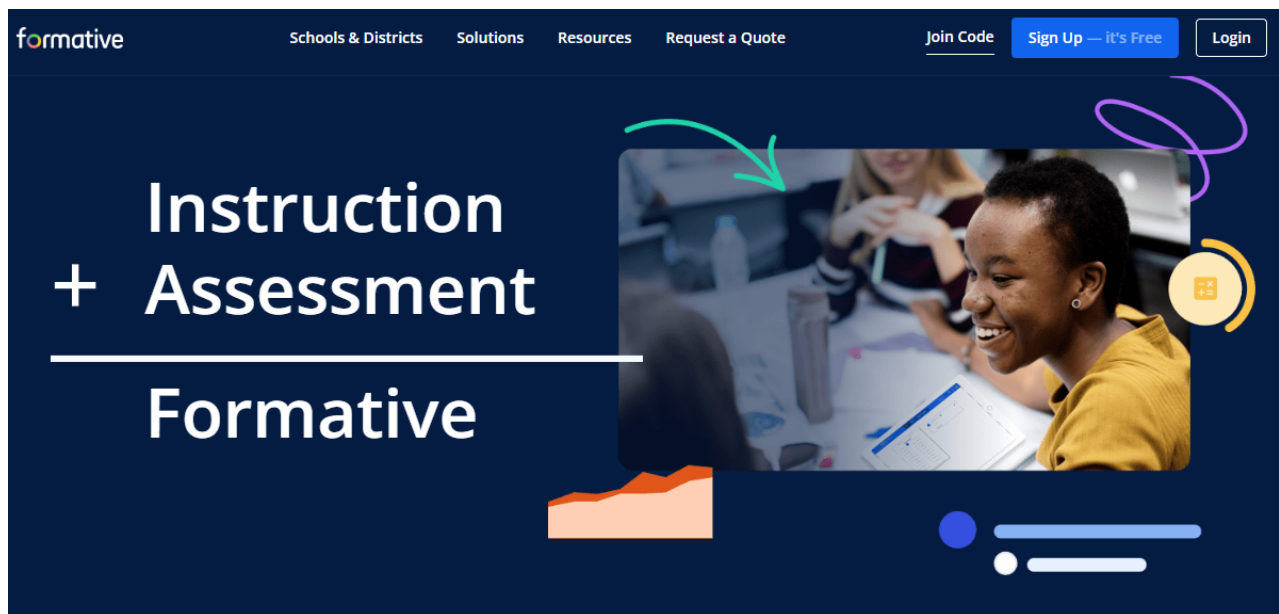 formative
Schools & Districts Solutions Resources Request a Quote Join Code Sign Up — it's Free Login
Instruction
+ Assessment
Formative